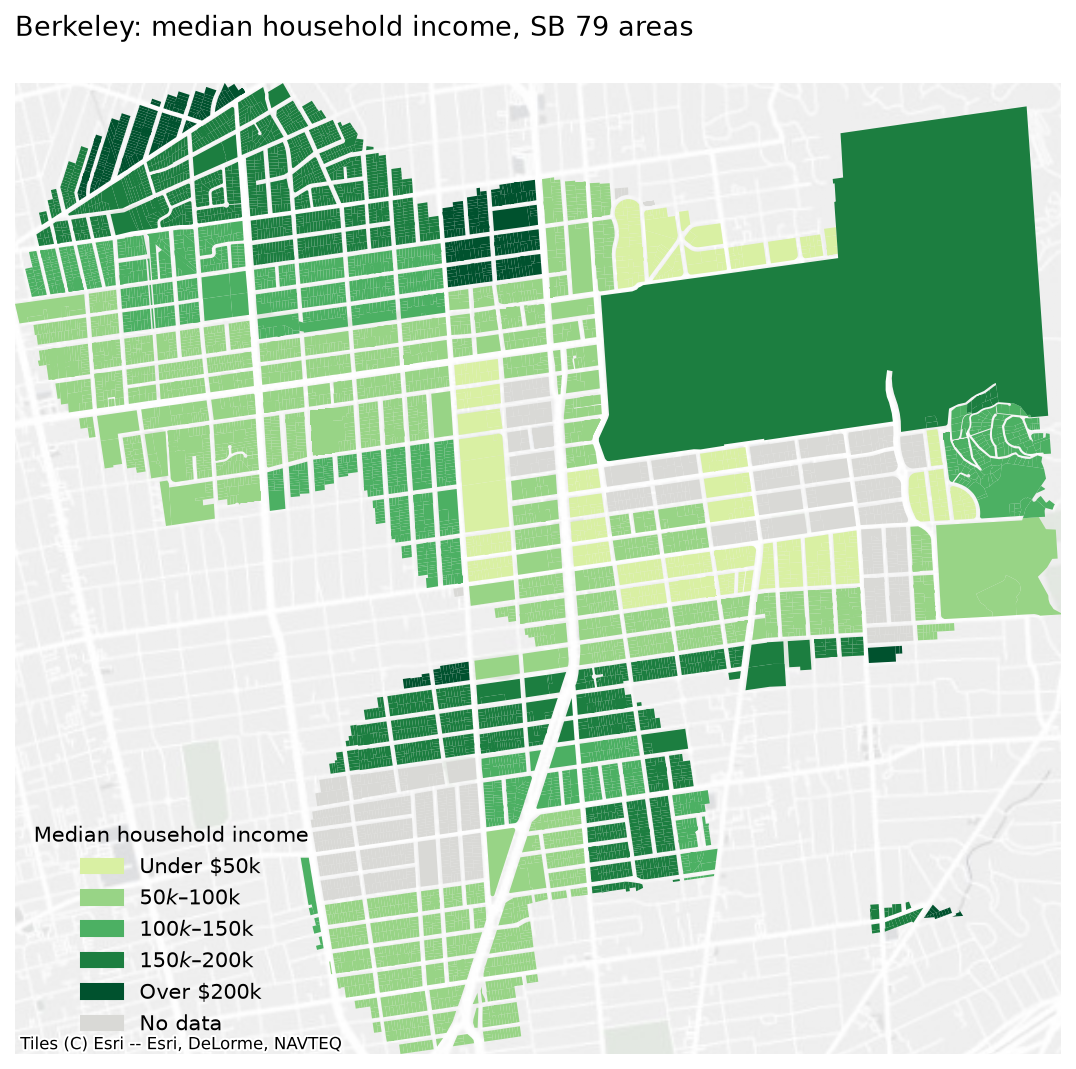 Berkeley: median household income, SB 79 areas
Median household income
Under $50k
50k–100k
100k–150k
150k–200k
Over $200k
No data
Tiles (C) Esri -- Esri, DeLorme, NAVTEQ